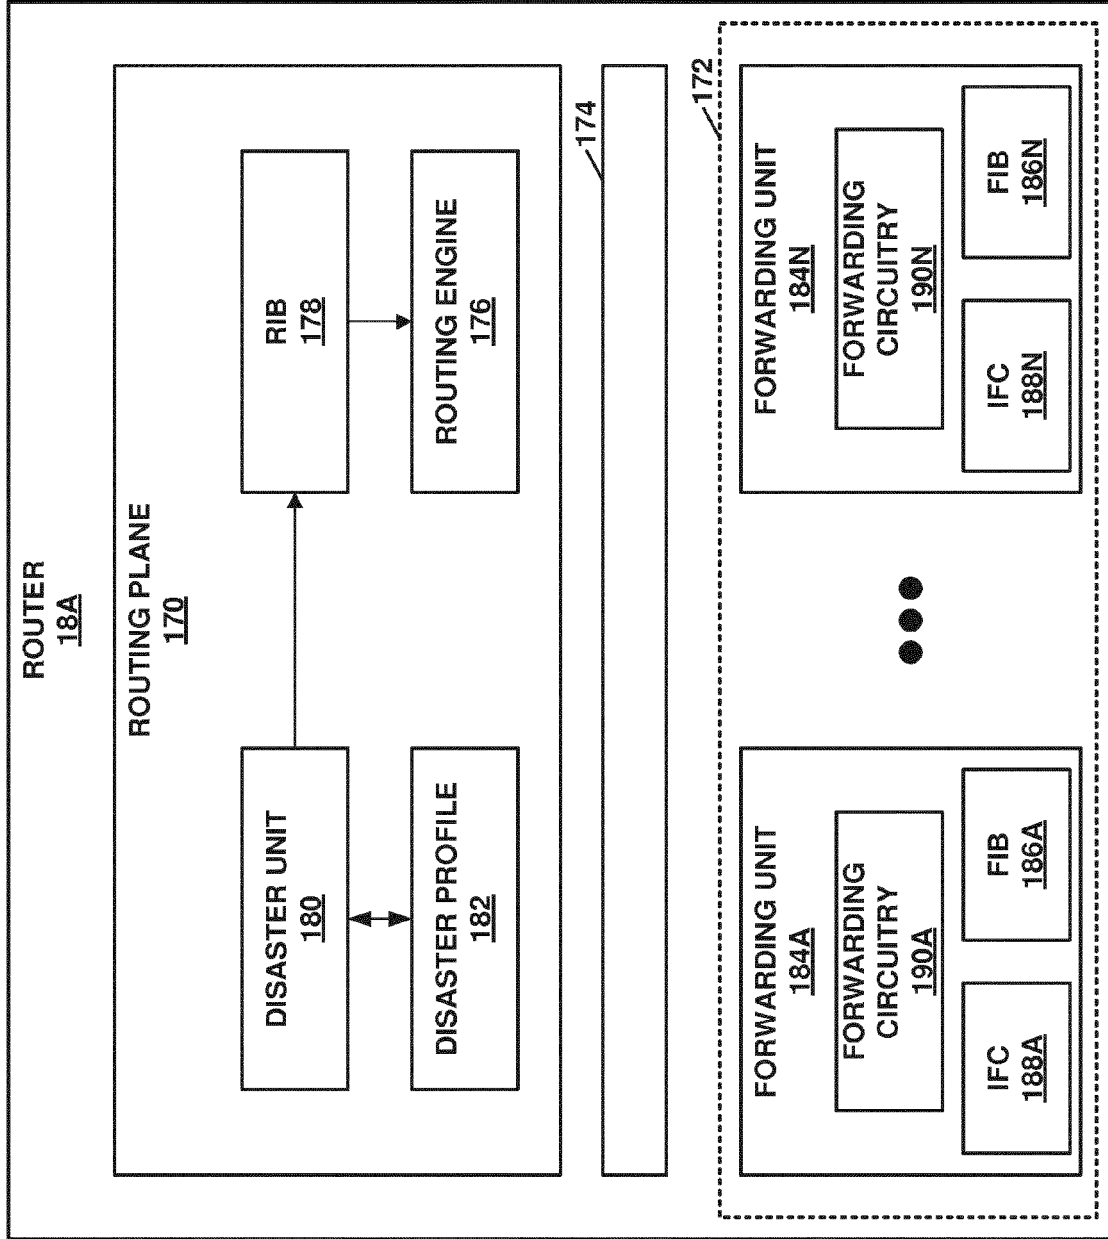 ROUTER
18A
ROUTING PLANE
170
DISASTER UNIT
180
RIB
178
DISASTER PROFILE
182
ROUTING ENGINE
176
174
172
FORWARDING UNIT
184A
FORWARDING
CIRCUITRY
190A
IFC
188A
FIB
186A
FORWARDING UNIT
184N
FORWARDING
CIRCUITRY
190N
IFC
188N
FIB
186N